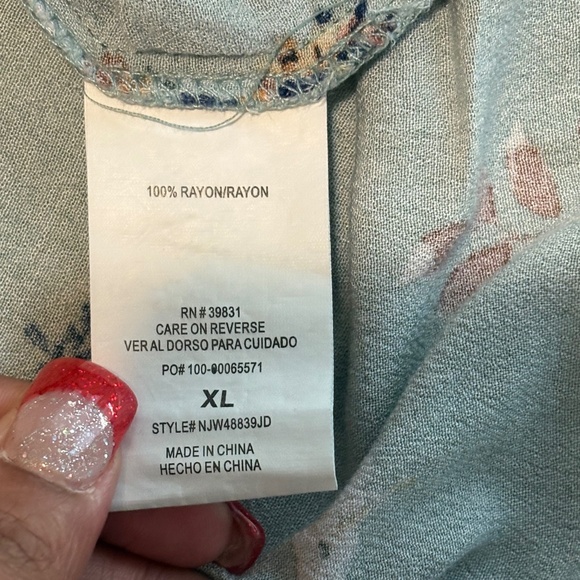 100% RAYON/RAYON
RN # 39831
CARE ON REVERSE
VER AL DORSO PARA CUIDADO
PO# 100-00065571
XL
STYLE# NJW48839JD
MADE IN CHINA
HECHO EN CHINA